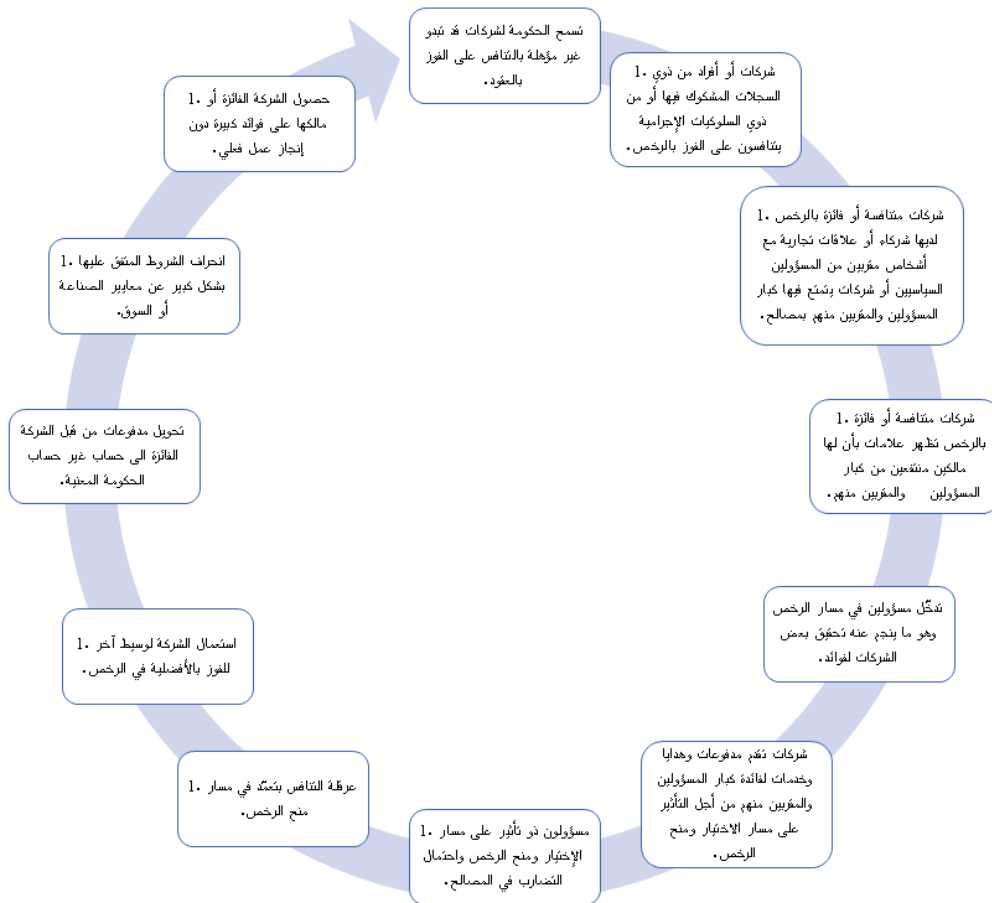 تسمح الحكومة لشركات قد تبدو
غير مؤهلة بالتنافس على الفوز
بالعقود.
1. شركات أو أفراد من ذوي
السجلات المشكوك فيها أو من
ذوي السلوكيات الإجرامية
يتنافسون على الفوز بالرخص.
1. شركات متنافسة أو فائزة بالرخص
لديها شركاء أو علاقات تجارية مع
أشخاص مقربين من المسؤولين
السياسيين أو شركات يتمتع فيها كبار
المسؤولين والمقربين منهم بمصالح.
1. شركات متنافسة أو فائزة
بالرخص تظهر علامات بأن لها
مالكين منتفعين من كبار
المسؤولين والمقربين منهم.
تدخّل مسؤولين في مسار الرخص
وهو ما ينجم عنه تحقيق بعض
الشركات لفوائد.
شركات تقدم مدفوعات وهدايا
وخدمات لفائدة كبار المسؤولين
والمقربين منهم من أجل التأثير
على مسار الاختيار ومنح
الرخص.
1. مسؤولون ذو تأثير على مسار
الإختيار ومنح الرخص واحتمال
التضارب في المصالح.
1. عرقلة التنافس بتعمّد في مسار
منح الرخص.
1. استعمال الشركة لوسيط آخر
للفوز بالأفضلية في الرخص.
تحويل مدفوعات من قبل الشركة
الفائزة الى حساب غير حساب
الحكومة المعنية.
1. انحراف الشروط المتفق عليها
بشكل كبير عن معايير الصناعة
أو السوق.
1. حصول الشركة الفائزة أو
مالكها على فوائد كبيرة دون
إنجاز عمل فعلي.